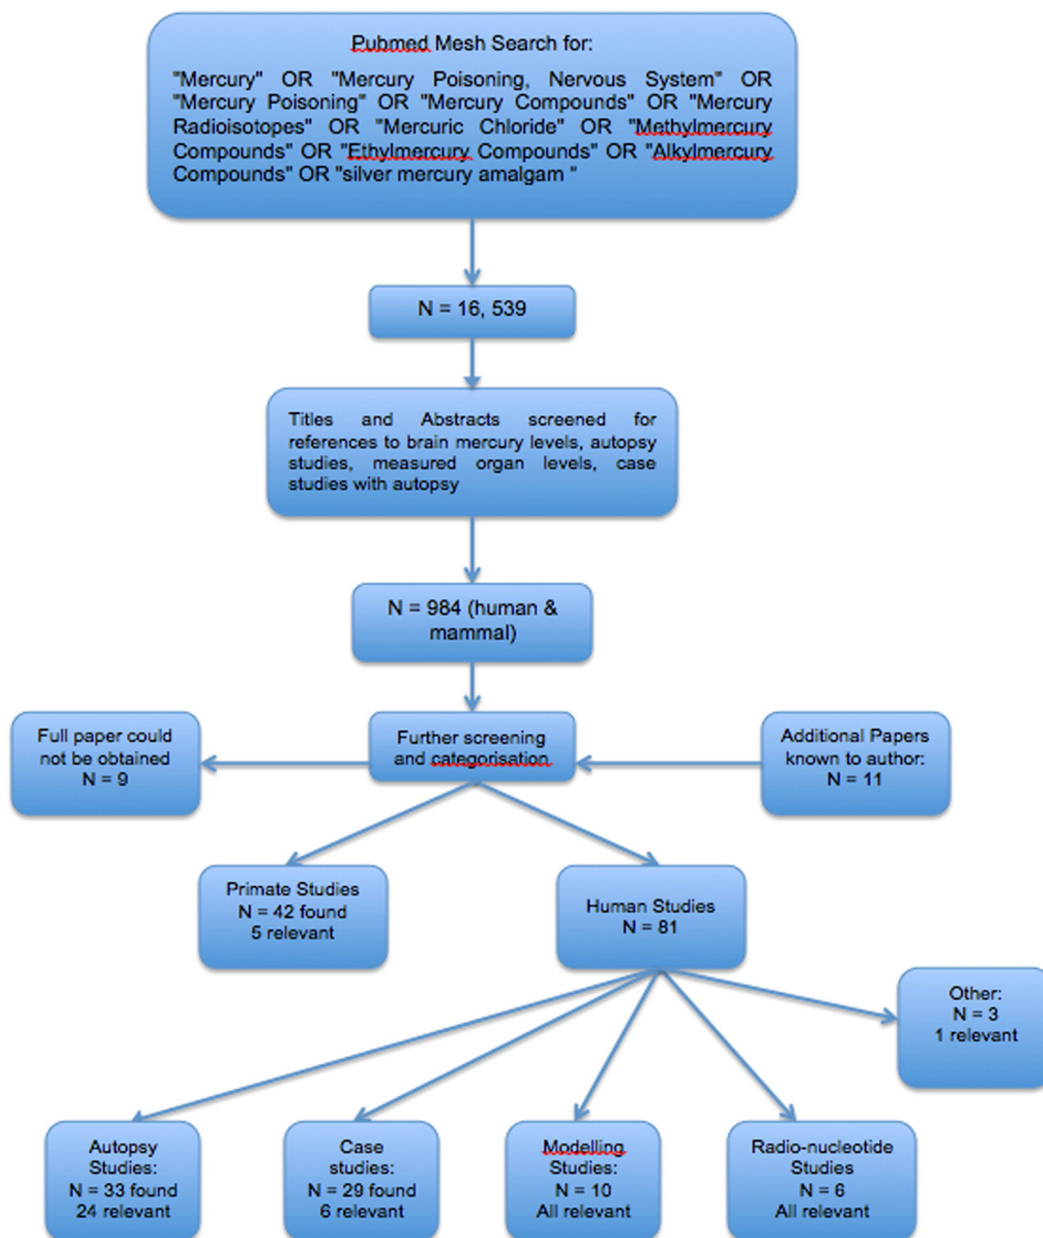 Pubmed Mesh Search for:
"Mercury" OR "Mercury Poisoning, Nervous System" OR
"Mercury Poisoning" OR "Mercury Compounds" OR "Mercury
Radioisotopes" OR "Mercuric Chloride" OR "Methylmercury
Compounds" OR "Ethylmercury Compounds" OR "Alkylmercury
Compounds" OR "silver mercury amalgam "
N = 16, 539
Titles and Abstracts screened for
references to brain mercury levels, autopsy
studies, measured organ levels, case
studies with autopsy
N = 984 (human &
mammal)
Full paper could
not be obtained
N = 9
Further screening
and categorisation
Additional Papers
known to author:
N = 11
Primate Studies
N = 42 found
5 relevant
Human Studies
N = 81
Other:
N = 3
1 relevant
Autopsy
Studies:
N = 33 found
24 relevant
Case
studies:
N = 29 found
6 relevant
Modelling
Studies:
N = 10
All relevant
Radio-nucleotide
Studies
N = 6
All relevant